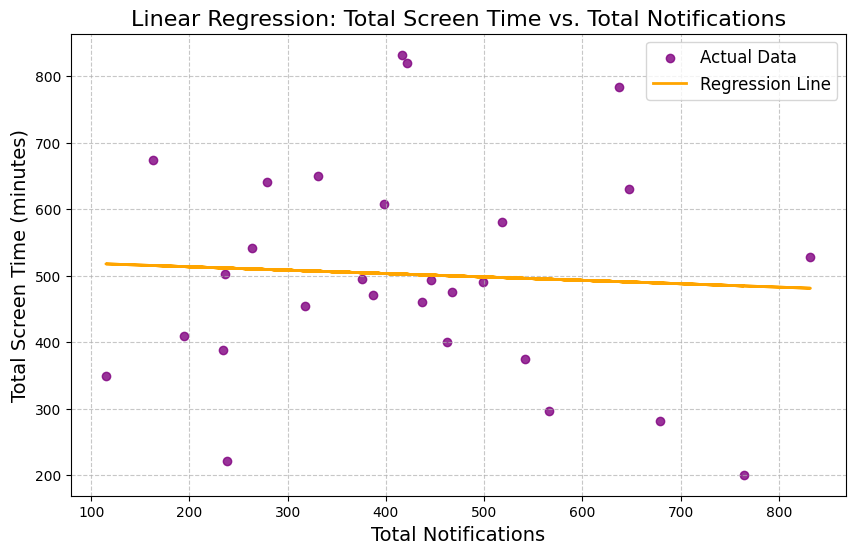 Linear Regression: Total Screen Time vs. Total Notifications
Actual Data
Regression Line
Total Screen Time (minutes)
800
700
600
500
400
300
200
100 200 300 400 500 600 700 800
Total Notifications